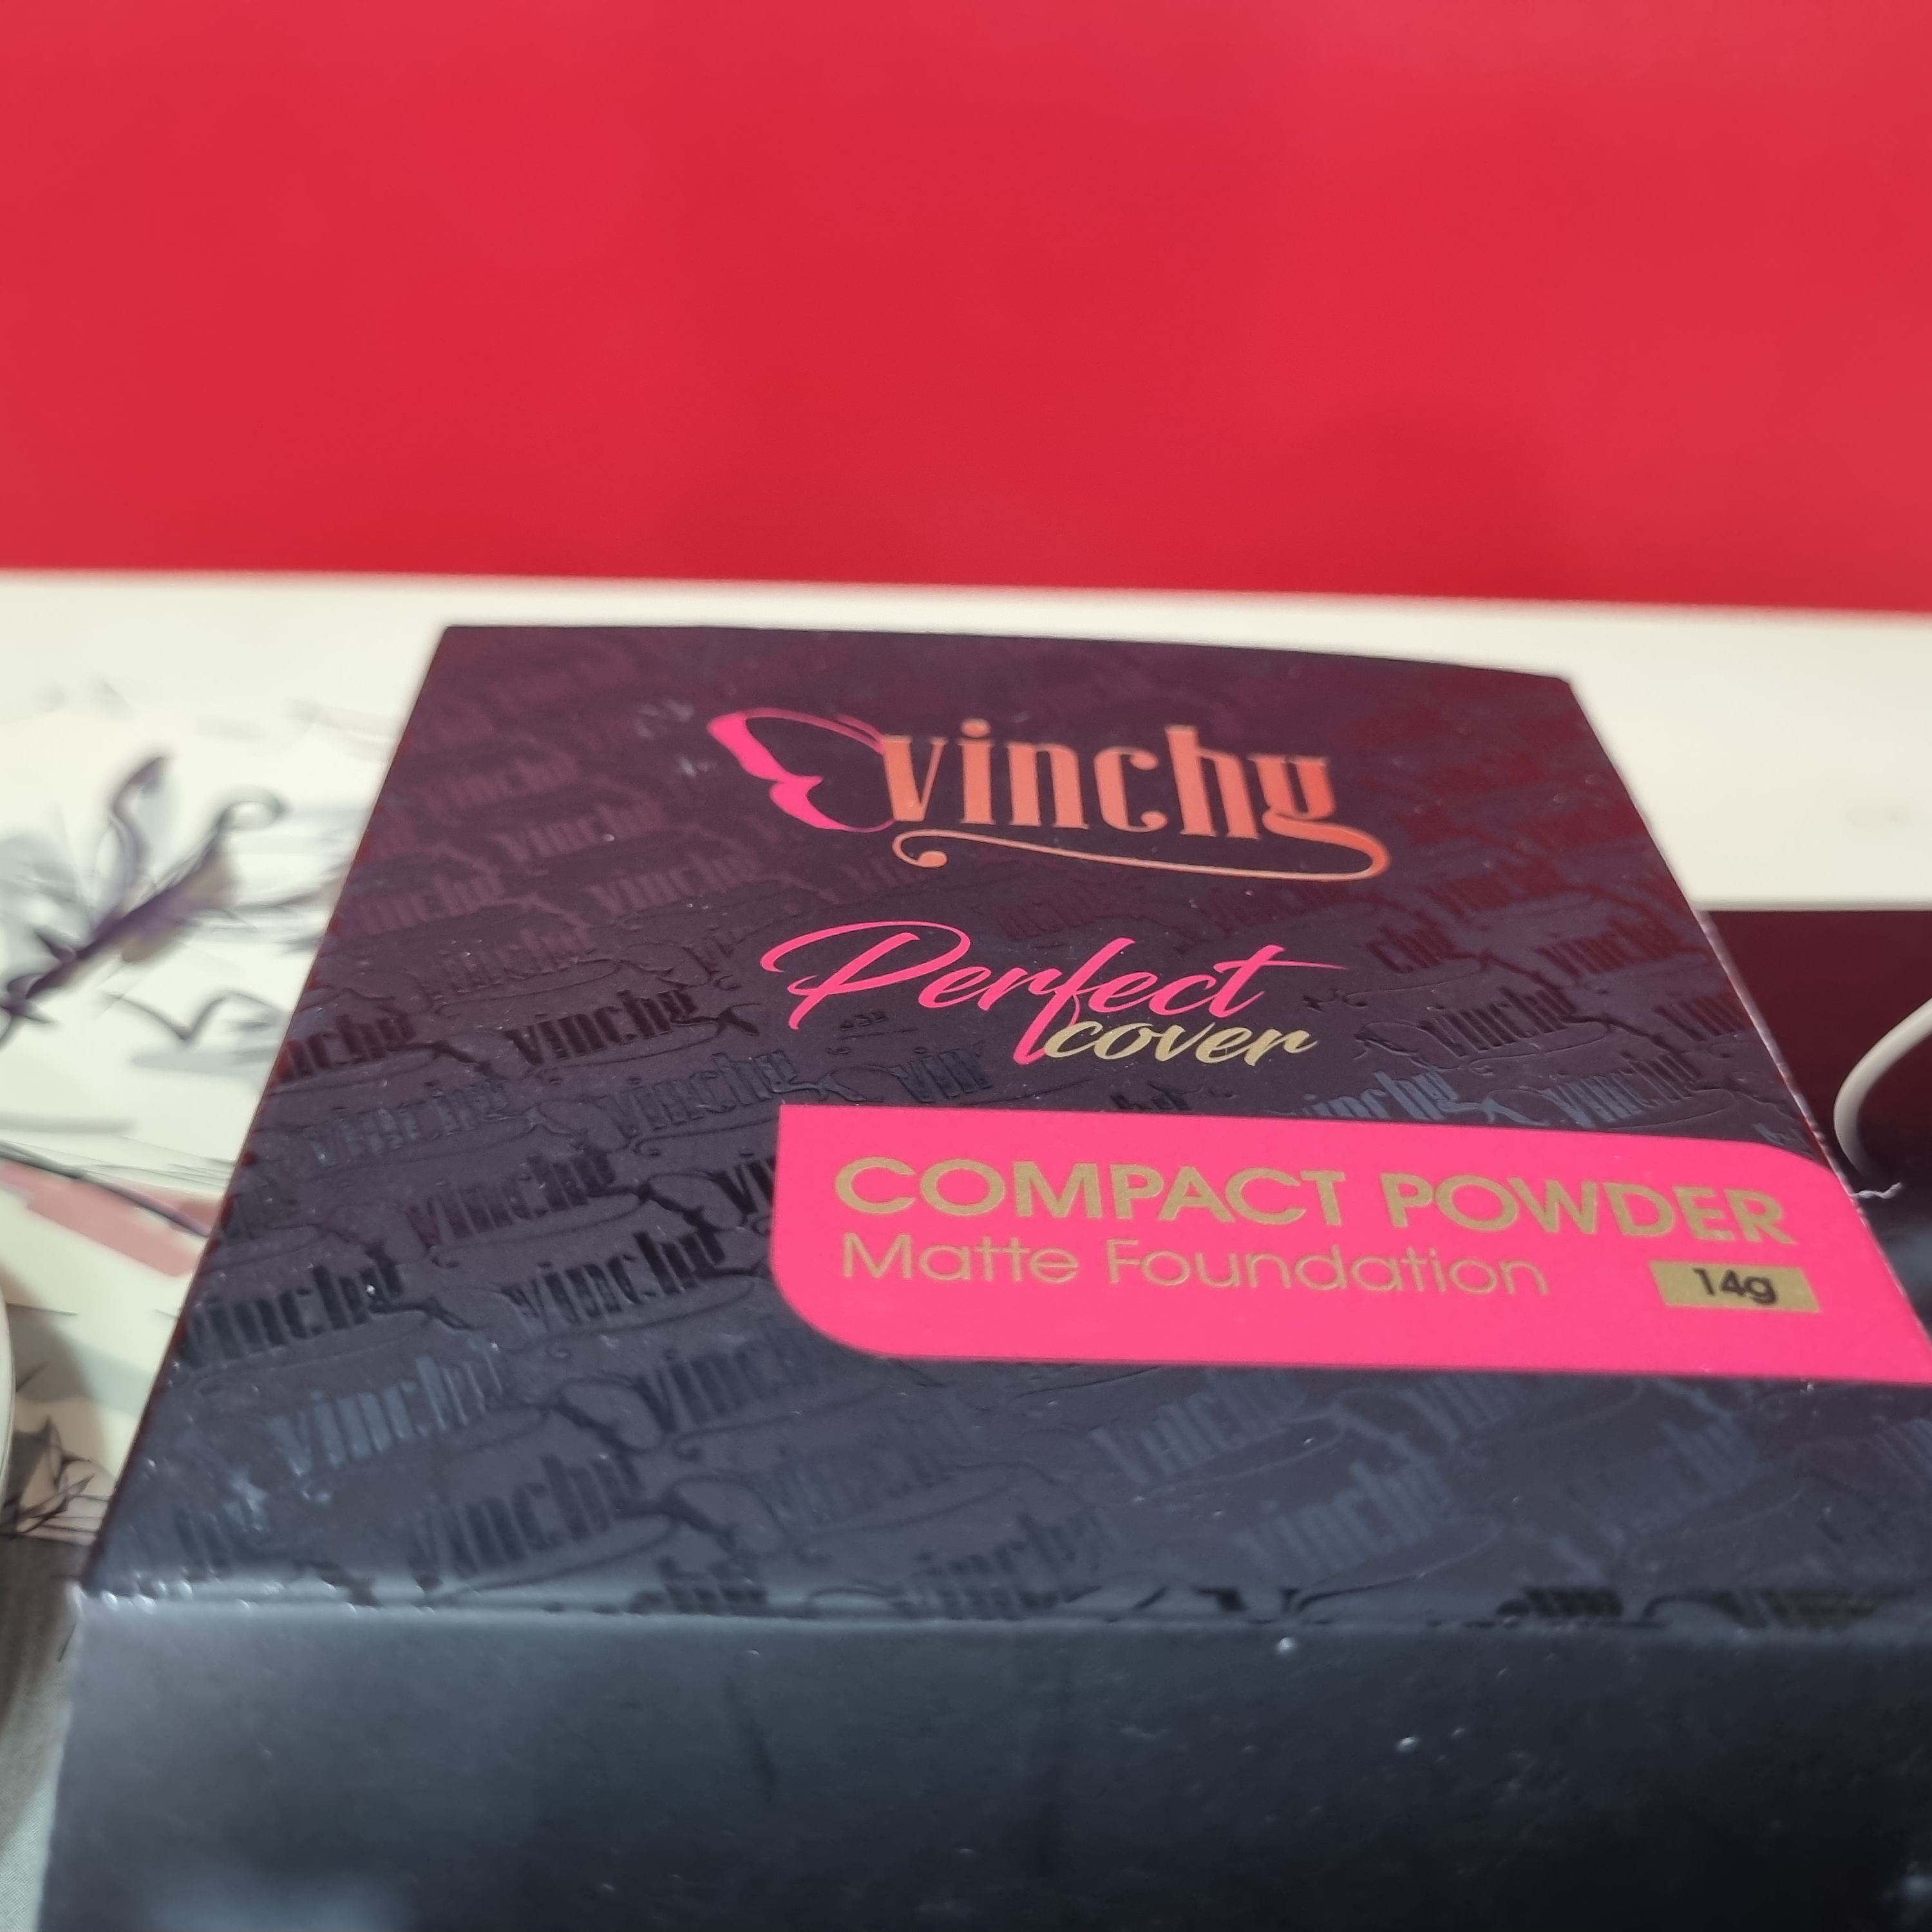 vinchy
Perfect
cover
COMPACT POWDER
Matte Foundation
14g